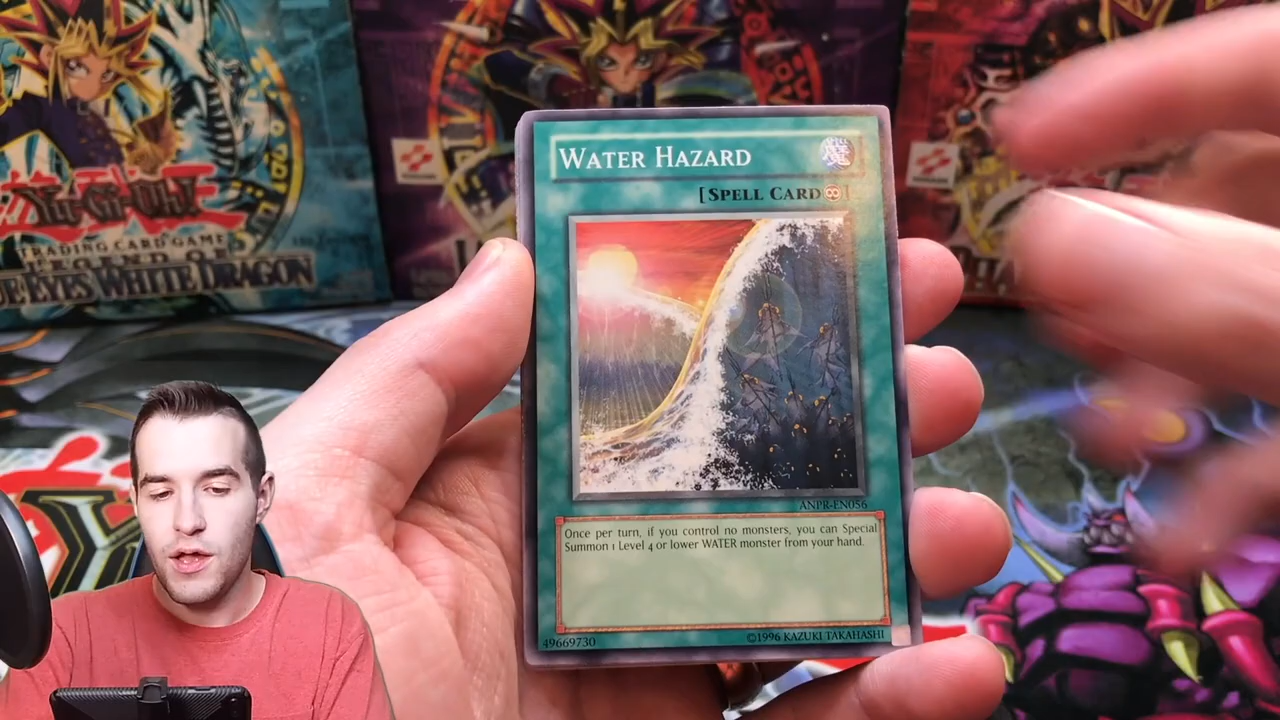 Yu-Gi-Oh!
TRADING CARD GAME
LEGEND OF
BLUE EYES WHITE DRAGON
WATER HAZARD
[SPELL CARD]
ANPR-EN056
Once per turn, if you control no monsters, you can Special
Summon 1 Level 4 or lower WATER monster from your hand.
49669730
©1996 KAZUKI TAKAHASHI